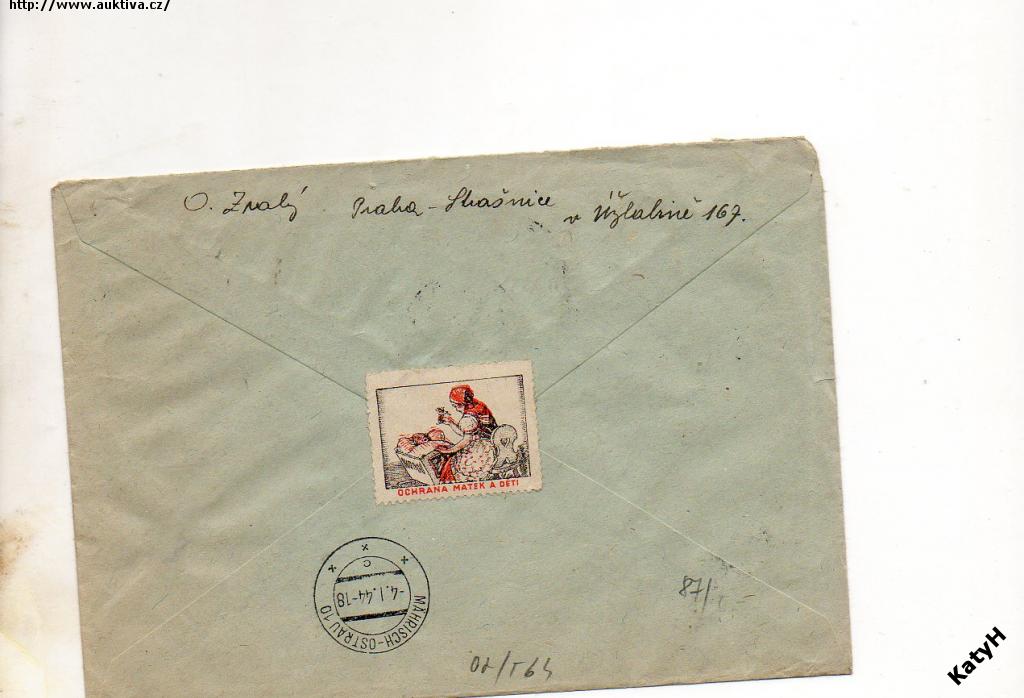 http://www.auktiva.cz/
O. Zralý Praha - Strašnice
v Úžlabině 167.
OCHRANA MATEK A DĚTÍ
C
-4.I.44-18
MÄHRISCH-OSTRAU 10
87/
KatyH